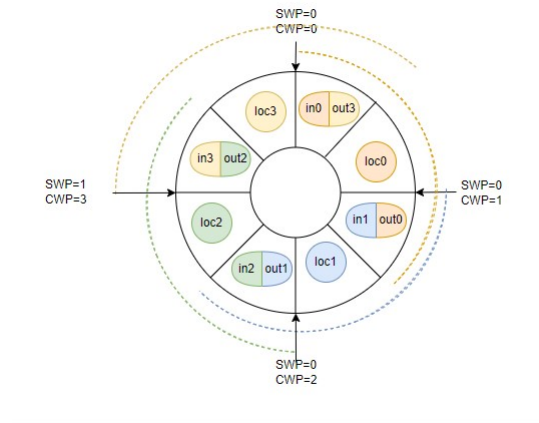 SWP=0
CWP=0
loc3
in0 out3
in3 out2
loc0
SWP=1
CWP=3
SWP=0
CWP=1
loc2
in1 out0
in2 out1
loc1
SWP=0
CWP=2